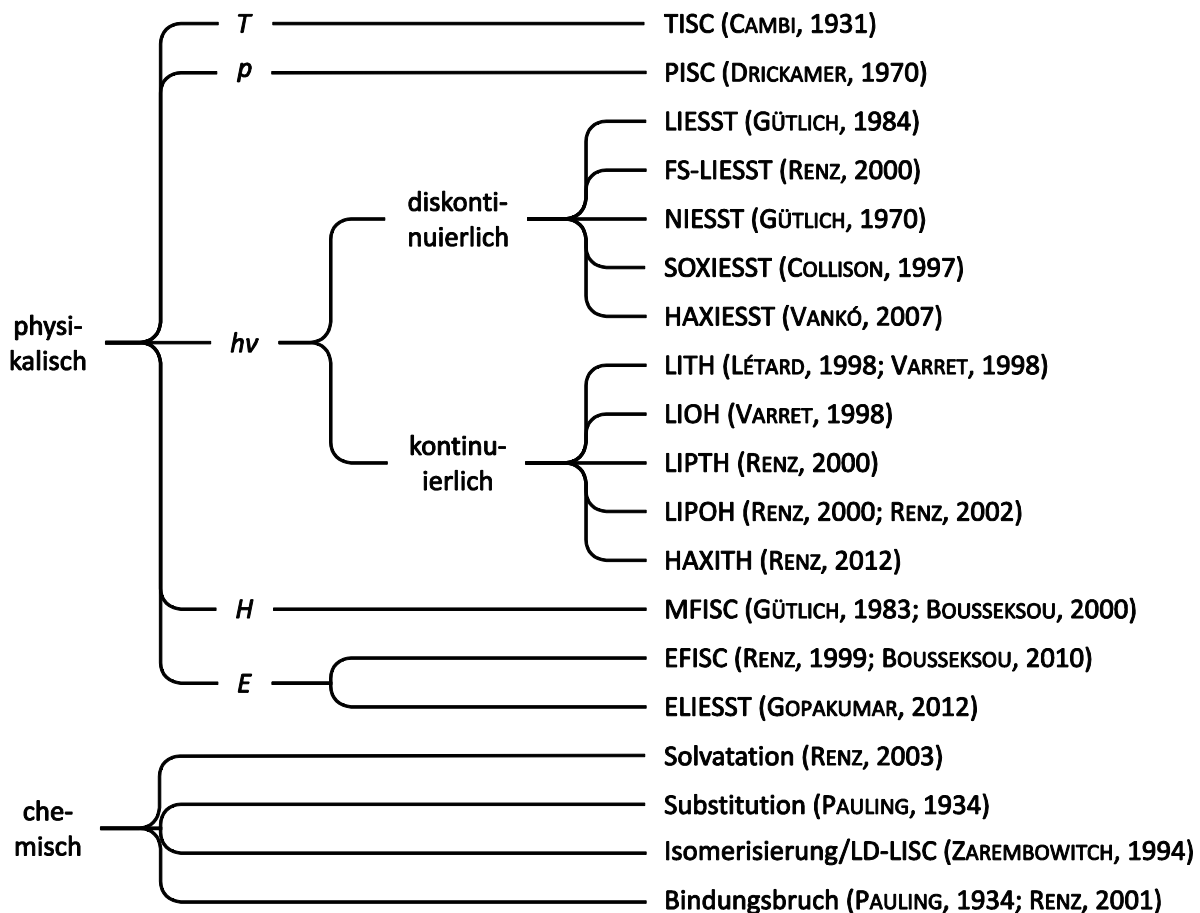 T
TISC (CAMBI, 1931)
p
PISC (DRICKAMER, 1970)
LIESST (GÜTLICH, 1984)
FS-LIESST (RENZ, 2000)
diskonti-
nuierlich
NIESST (GÜTLICH, 1970)
SOXIESST (COLLISON, 1997)
HAXIESST (VANKÓ, 2007)
physi-
kalisch
hν
LITH (LÉTARD, 1998; VARRET, 1998)
LIOH (VARRET, 1998)
kontinu-
ierlich
LIPTH (RENZ, 2000)
LIPOH (RENZ, 2000; RENZ, 2002)
HAXITH (RENZ, 2012)
H
MFISC (GÜTLICH, 1983; BOUSSEKSOU, 2000)
E
EFISC (RENZ, 1999; BOUSSEKSOU, 2010)
ELIESST (GOPAKUMAR, 2012)
che-
misch
Solvatation (RENZ, 2003)
Substitution (PAULING, 1934)
Isomerisierung/LD-LISC (ZAREMBOWITCH, 1994)
Bindungsbruch (PAULING, 1934; RENZ, 2001)